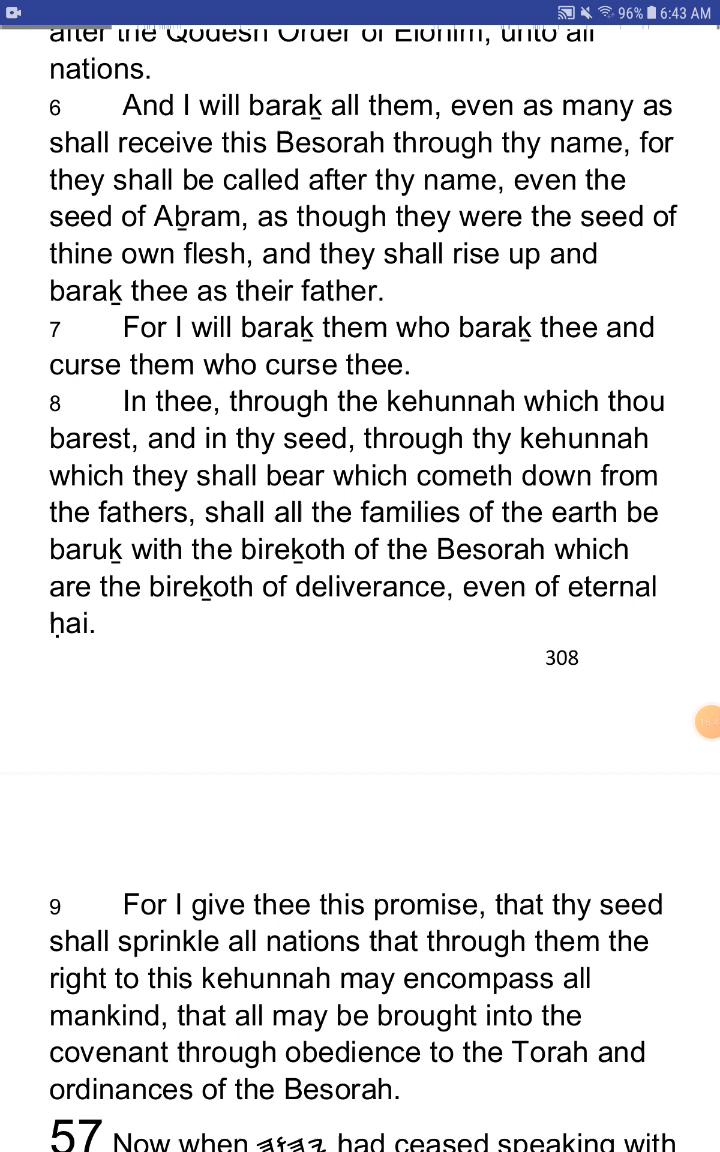 96% 6:43 AM
after the Qodesh Order of Elohim, unto all
nations.
6 And I will baraḵ all them, even as many as
shall receive this Besorah through thy name, for
they shall be called after thy name, even the
seed of Aḇram, as though they were the seed of
thine own flesh, and they shall rise up and
baraḵ thee as their father.
7 For I will baraḵ them who baraḵ thee and
curse them who curse thee.
8 In thee, through the kehunnah which thou
barest, and in thy seed, through thy kehunnah
which they shall bear which cometh down from
the fathers, shall all the families of the earth be
baruḵ with the bireḵoth of the Besorah which
are the bireḵoth of deliverance, even of eternal
ḥai.
308
9 For I give thee this promise, that thy seed
shall sprinkle all nations that through them the
right to this kehunnah may encompass all
mankind, that all may be brought into the
covenant through obedience to the Torah and
ordinances of the Besorah.
57 Now when 𐤉𐤄𐤅𐤄 had ceased speaking with